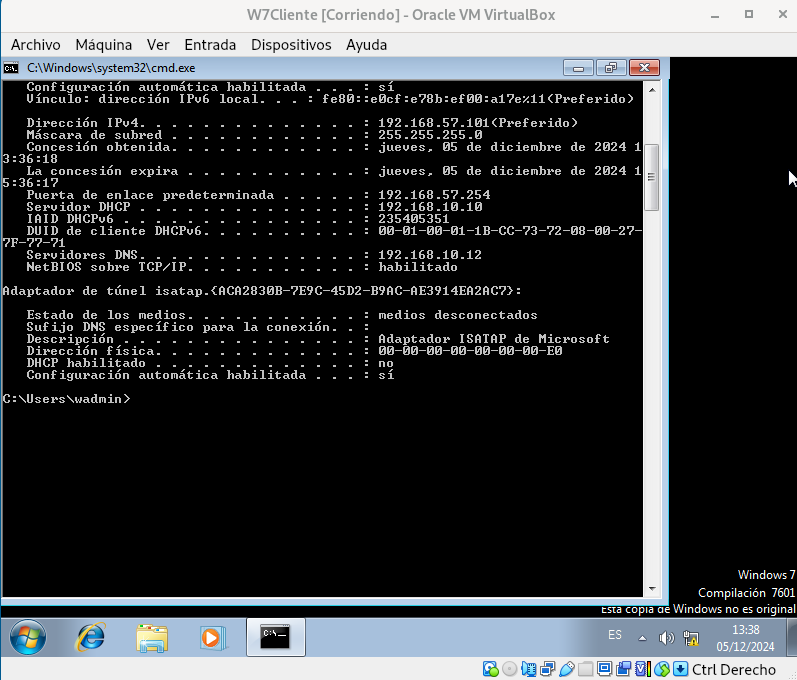 W7Cliente [Corriendo] - Oracle VM VirtualBox
Archivo Máquina Ver Entrada Dispositivos Ayuda
C:\Windows\system32\cmd.exe
Configuración automática habilitada . . . : sí
Vínculo: dirección IPv6 local. . . : fe80::e0cf:e78b:ef00:a17e%11(Preferido)
Dirección IPv4. . . . . . . . . . . . . . : 192.168.57.101(Preferido)
Máscara de subred . . . . . . . . . . . . : 255.255.255.0
Concesión obtenida. . . . . . . . . . . . : jueves, 05 de diciembre de 2024 1
3:36:18
La concesión expira . . . . . . . . . . . : jueves, 05 de diciembre de 2024 1
5:36:17
Puerta de enlace predeterminada . . . . . : 192.168.57.254
Servidor DHCP . . . . . . . . . . . . . . : 192.168.10.10
IAID DHCPv6 . . . . . . . . . . . . . . . : 235405351
DUID de cliente DHCPv6. . . . . . . . . . : 00-01-00-01-1B-CC-73-72-08-00-27-
7F-77-71
Servidores DNS. . . . . . . . . . . . . . : 192.168.10.12
NetBIOS sobre TCP/IP. . . . . . . . . . . : habilitado
Adaptador de túnel isatap.{ACA2830B-7E9C-45D2-B9AC-AE3914EA2AC7}:
Estado de los medios. . . . . . . . . . . : medios desconectados
Sufijo DNS específico para la conexión. . :
Descripción . . . . . . . . . . . . . . . : Adaptador ISATAP de Microsoft
Dirección física. . . . . . . . . . . . . : 00-00-00-00-00-00-00-E0
DHCP habilitado . . . . . . . . . . . . . : no
Configuración automática habilitada . . . : sí
C:\Users\wadmin>
Windows 7
Compilación 7601
Esta copia de Windows no es original
ES
13:38
05/12/2024
Ctrl Derecho